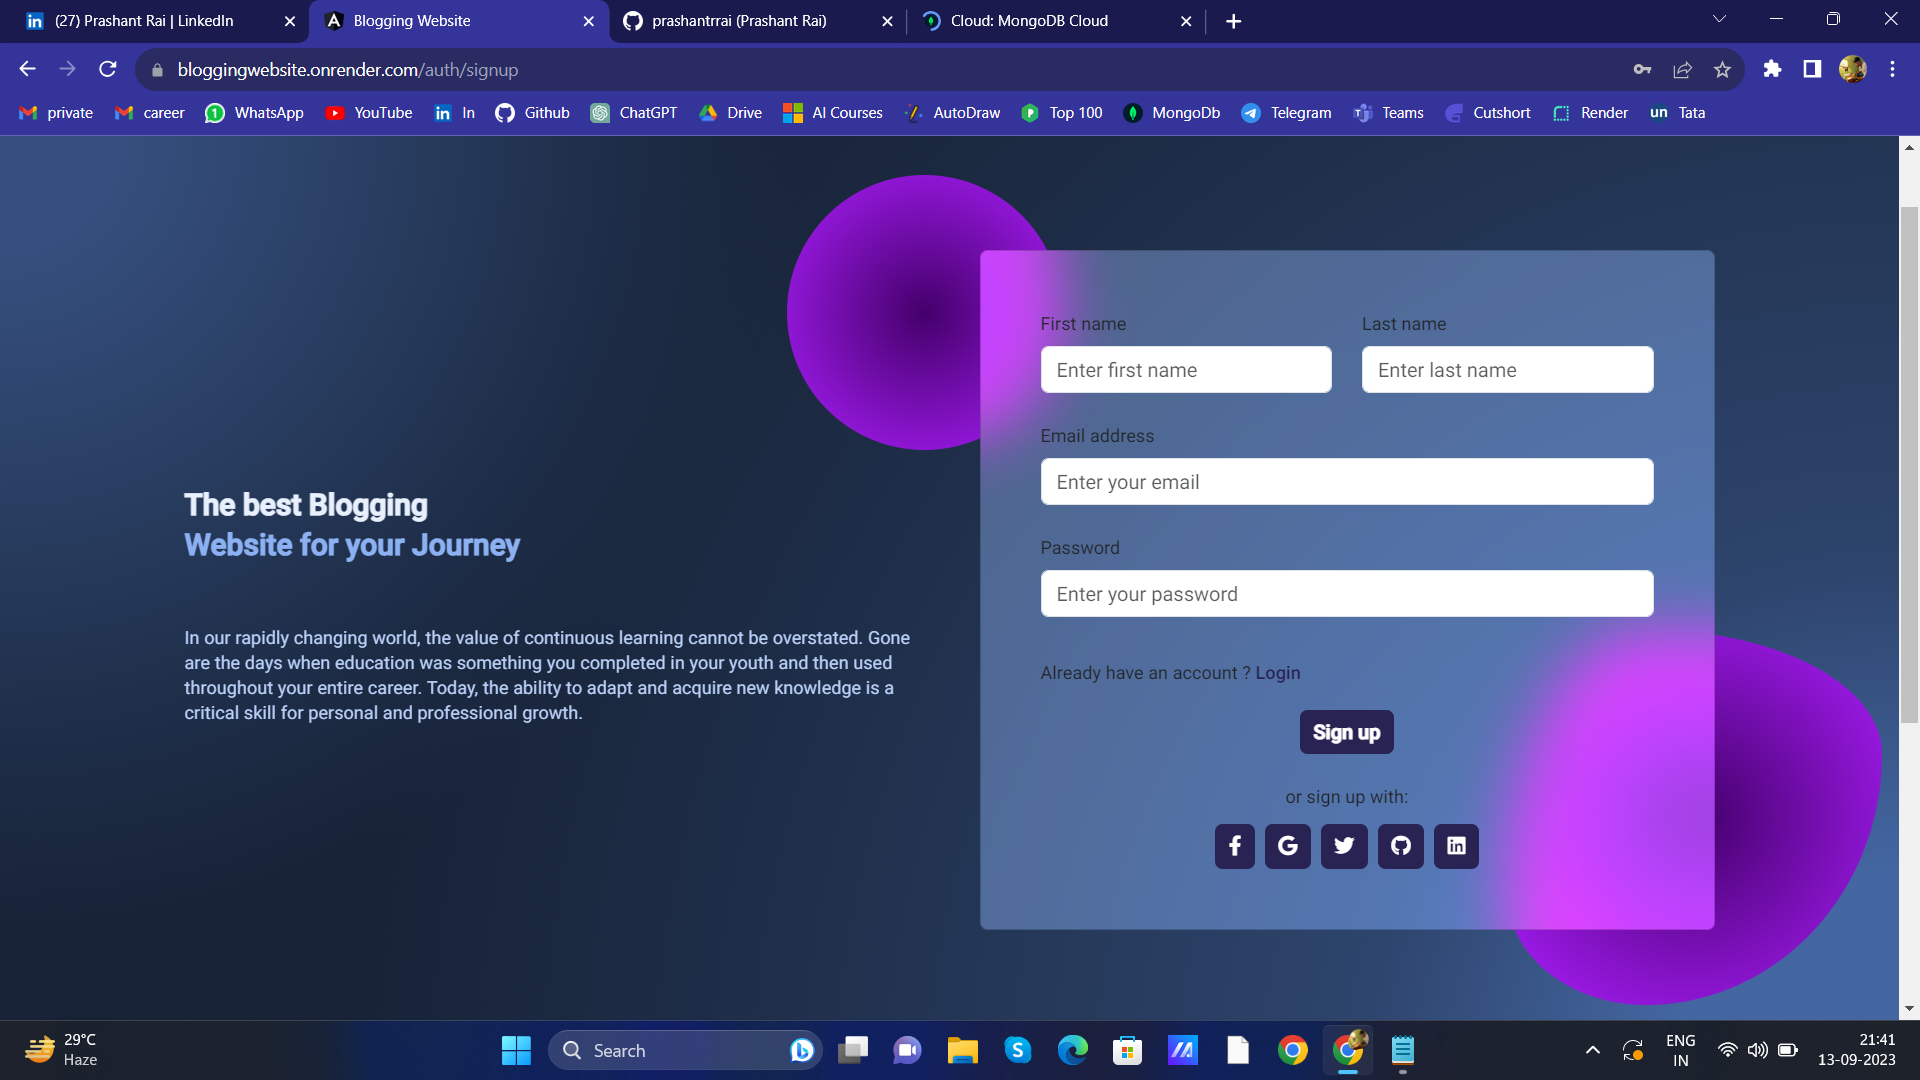 (27) Prashant Rai | LinkedIn
Blogging Website
prashantrrai (Prashant Rai)
Cloud: MongoDB Cloud
bloggingwebsite.onrender.com/auth/signup
private
career
WhatsApp
YouTube
In
Github
ChatGPT
Drive
AI Courses
AutoDraw
Top 100
MongoDb
Telegram
Teams
Cutshort
Render
un Tata
The best Blogging
Website for your Journey
In our rapidly changing world, the value of continuous learning cannot be overstated. Gone
are the days when education was something you completed in your youth and then used
throughout your entire career. Today, the ability to adapt and acquire new knowledge is a
critical skill for personal and professional growth.
First name
Last name
Enter first name
Enter last name
Email address
Enter your email
Password
Enter your password
Already have an account ? Login
Sign up
or sign up with:
29°C
Haze
Search
ENG
IN
21:41
13-09-2023